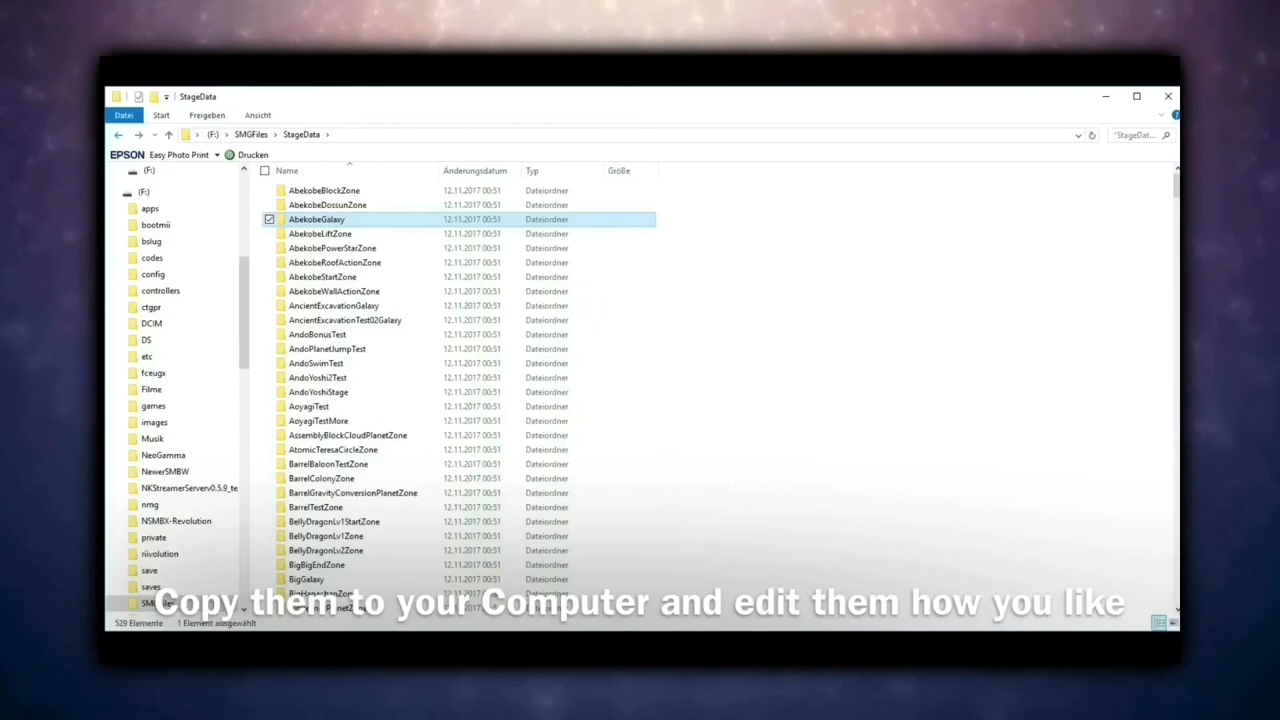 StageData
Datei Start Freigeben Ansicht
(F:) SMGFiles StageData "StageDat...
EPSON Easy Photo Print Drucken
(F:)
(F:)
apps
bootmii
bslug
codes
config
controllers
ctgpr
DCIM
DS
etc
fceugx
Filme
games
images
Musik
NeoGamma
NewerSMBW
NKStreamerServerv0.5.9_te
nrng
NSMBX-Revolution
private
riivolution
save
saves
Name Änderungsdatum Typ Größe
AbekobeBlockZone 12.11.2017 00:51 Dateiordner
AbekobeDossunZone 12.11.2017 00:51 Dateiordner
AbekobeGalaxy 12.11.2017 00:51 Dateiordner
AbekobeLiftZone 12.11.2017 00:51 Dateiordner
AbekobePowerStarZone 12.11.2017 00:51 Dateiordner
AbekobeRoofActionZone 12.11.2017 00:51 Dateiordner
AbekobeStartZone 12.11.2017 00:51 Dateiordner
AbekobeWallActionZone 12.11.2017 00:51 Dateiordner
AncientExcavationGalaxy 12.11.2017 00:51 Dateiordner
AncientExcavationTest02Galaxy 12.11.2017 00:51 Dateiordner
AndoBonusTest 12.11.2017 00:51 Dateiordner
AndoPlanetJumpTest 12.11.2017 00:51 Dateiordner
AndoSwimTest 12.11.2017 00:51 Dateiordner
AndoYoshi2Test 12.11.2017 00:51 Dateiordner
AndoYoshiStage 12.11.2017 00:51 Dateiordner
AoyagiTest 12.11.2017 00:51 Dateiordner
AoyagiTestMore 12.11.2017 00:51 Dateiordner
AssemblyBlockCloudPlanetZone 12.11.2017 00:51 Dateiordner
AtomicTeresaCircleZone 12.11.2017 00:51 Dateiordner
BarrelBaloonTestZone 12.11.2017 00:51 Dateiordner
BarrelColonyZone 12.11.2017 00:51 Dateiordner
BarrelGravityConversionPlanetZone 12.11.2017 00:51 Dateiordner
BarrelTestZone 12.11.2017 00:51 Dateiordner
BellyDragonLv1StartZone 12.11.2017 00:51 Dateiordner
BellyDragonLv1Zone 12.11.2017 00:51 Dateiordner
BellyDragonLv2Zone 12.11.2017 00:51 Dateiordner
BigBigEndZone 12.11.2017 00:51 Dateiordner
BigGalaxy 12.11.2017 00:51 Dateiordner
Copy them to your Computer and edit them how you like
529 Elemente 1 Element ausgewählt